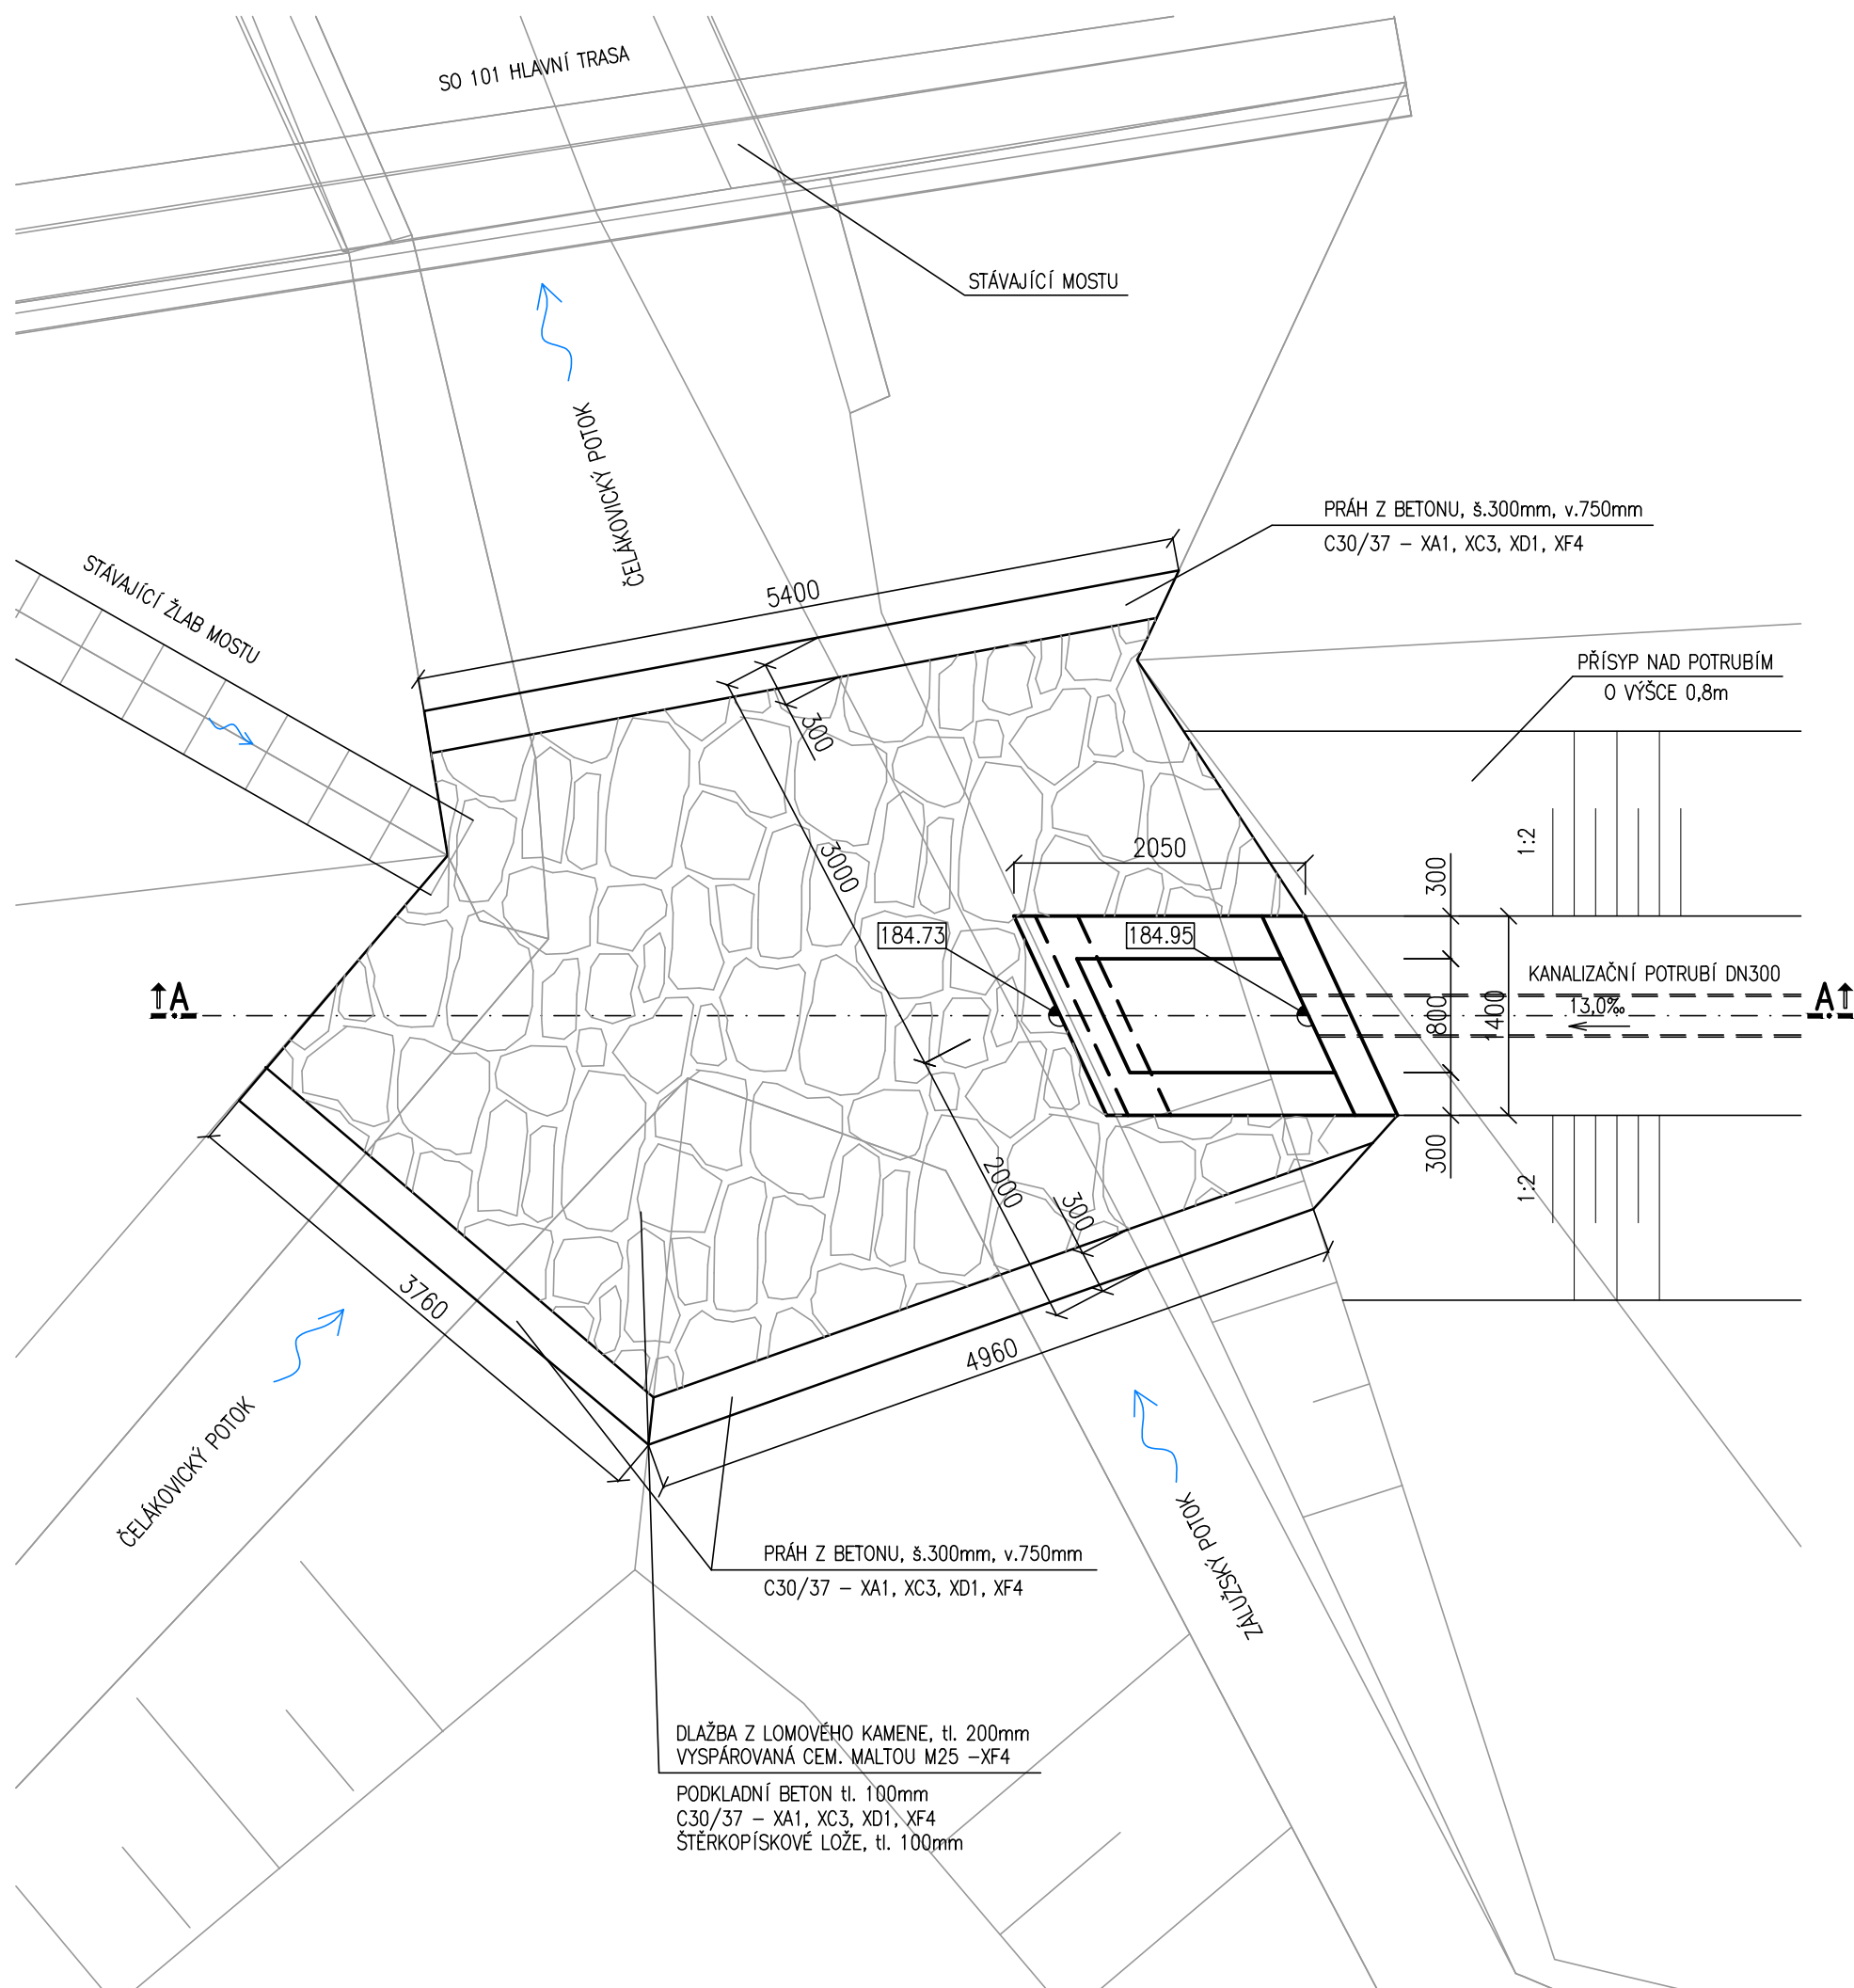 SO 101 HLAVNÍ TRASA
STÁVAJÍCÍ MOSTU
ČELÁKOVICKÝ POTOK
PRÁH Z BETONU, š.300mm, v.750mm
C30/37 – XA1, XC3, XD1, XF4
STÁVAJÍCÍ ŽLAB MOSTU
5400
PŘÍSYP NAD POTRUBÍM
O VÝŠCE 0,8m
300
3000
2050
1:2
300
184.73
184.95
KANALIZAČNÍ POTRUBÍ DN300
13,0‰
A
A
800
1400
300
1:2
2000
300
3760
4960
ČELÁKOVICKÝ POTOK
ZÁLUŽSKÝ POTOK
PRÁH Z BETONU, š.300mm, v.750mm
C30/37 – XA1, XC3, XD1, XF4
DLAŽBA Z LOMOVÉHO KAMENE, tl. 200mm
VYSPÁROVANÁ CEM. MALTOU M25 –XF4
PODKLADNÍ BETON tl. 100mm
C30/37 – XA1, XC3, XD1, XF4
ŠTĚRKOPÍSKOVÉ LOŽE, tl. 100mm